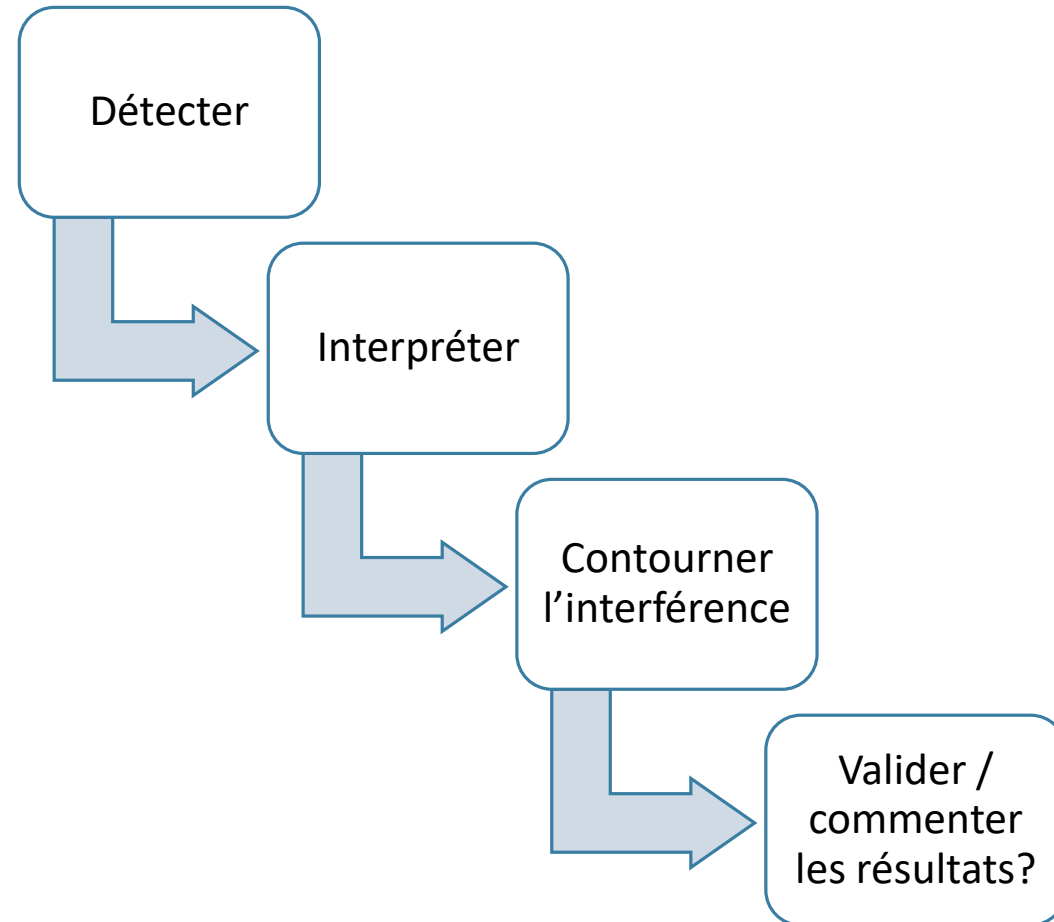 Détecter
Interpréter
Contourner
l’interférence
Valider /
commenter
les résultats?